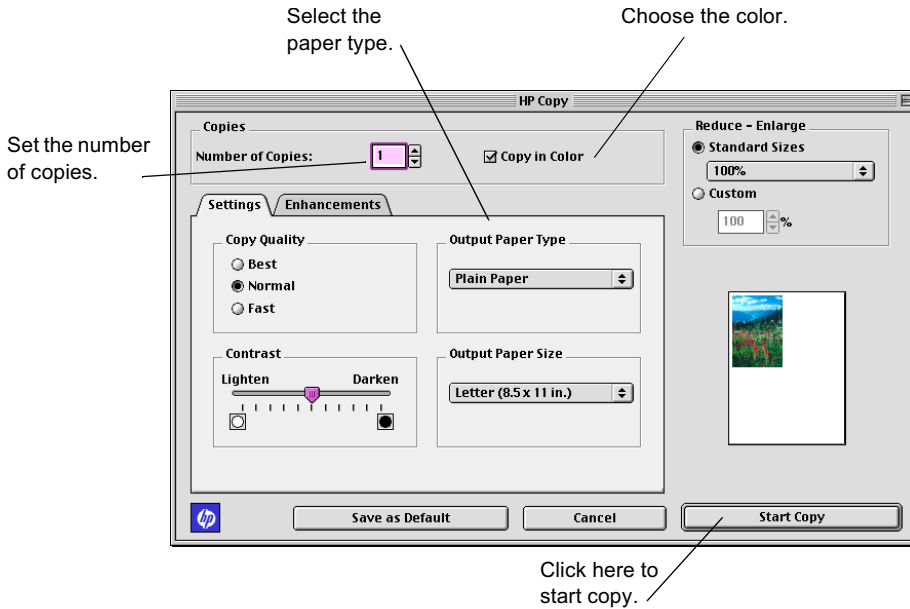 Select the
paper type.
Choose the color.
HP Copy
Set the number
of copies.
Copies
Number of Copies:
1
Copy in Color
Reduce - Enlarge
Standard Sizes
100%
Custom
100
%
Settings
Enhancements
Copy Quality
Best
Normal
Fast
Output Paper Type
Plain Paper
Contrast
Lighten
Darken
Output Paper Size
Letter (8.5 x 11 in.)
hp
Save as Default
Cancel
Start Copy
Click here to
start copy.